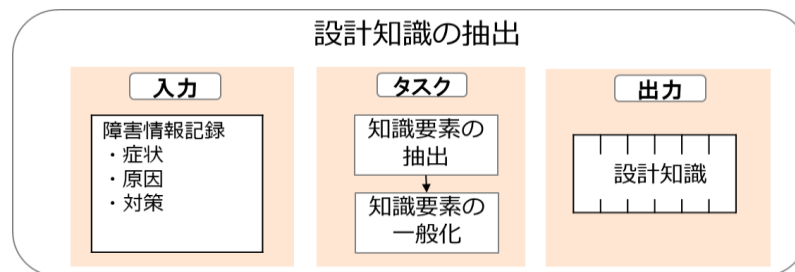 設計知識の抽出
入力
障害情報記録
・症状
・原因
・対策
タスク
知識要素の
抽出
知識要素の
一般化
出力
設計知識